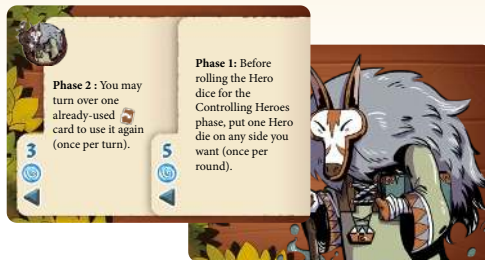 Phase 2 : You may
turn over one
already-used
card to use it again
(once per turn).
3
Phase 1: Before
rolling the Hero
dice for the
Controlling Heroes
phase, put one Hero
die on any side you
want (once per
round).
5